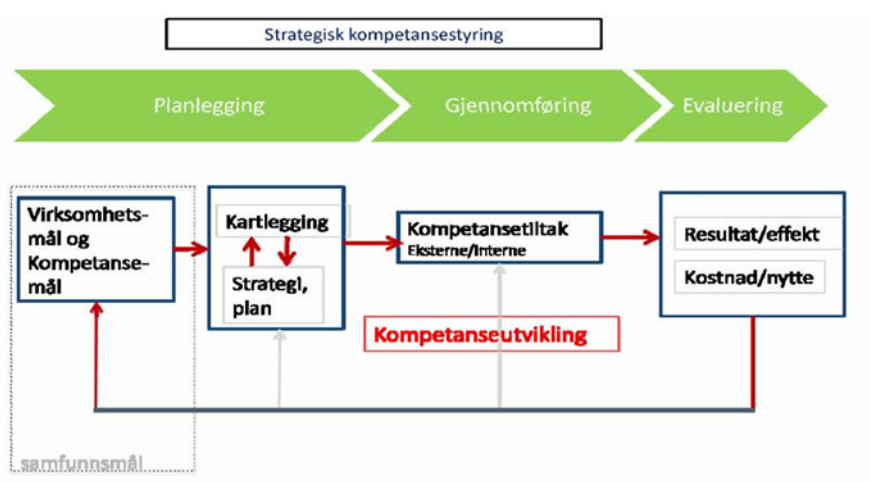 Strategisk kompetansestyring
Planlegging
Gjennomføring
Evaluering
Virksomhets-
mål og
Kompetanse-
mål
Kartlegging
Strategi,
plan
Kompetansetiltak
Eksterne/Interne
Resultat/effekt
Kostnad/nytte
Kompetanseutvikling
samfunnsmål